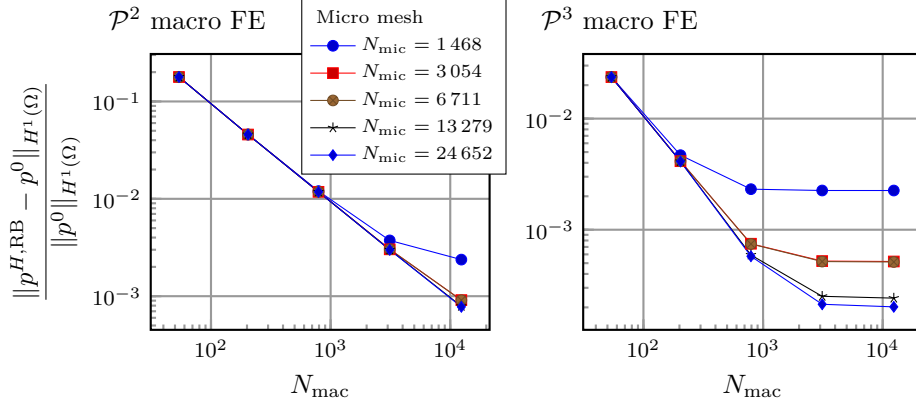 𝒫² macro FE
Micro mesh
N_mic = 1 468
N_mic = 3 054
N_mic = 6 711
N_mic = 13 279
N_mic = 24 652
𝒫³ macro FE
||p^{H,RB} − p⁰||_{H¹(Ω)}
||p⁰||_{H¹(Ω)}
10⁻¹
10⁻²
10⁻³
10² 10³ 10⁴
N_mac
10⁻²
10⁻³
10² 10³ 10⁴
N_mac